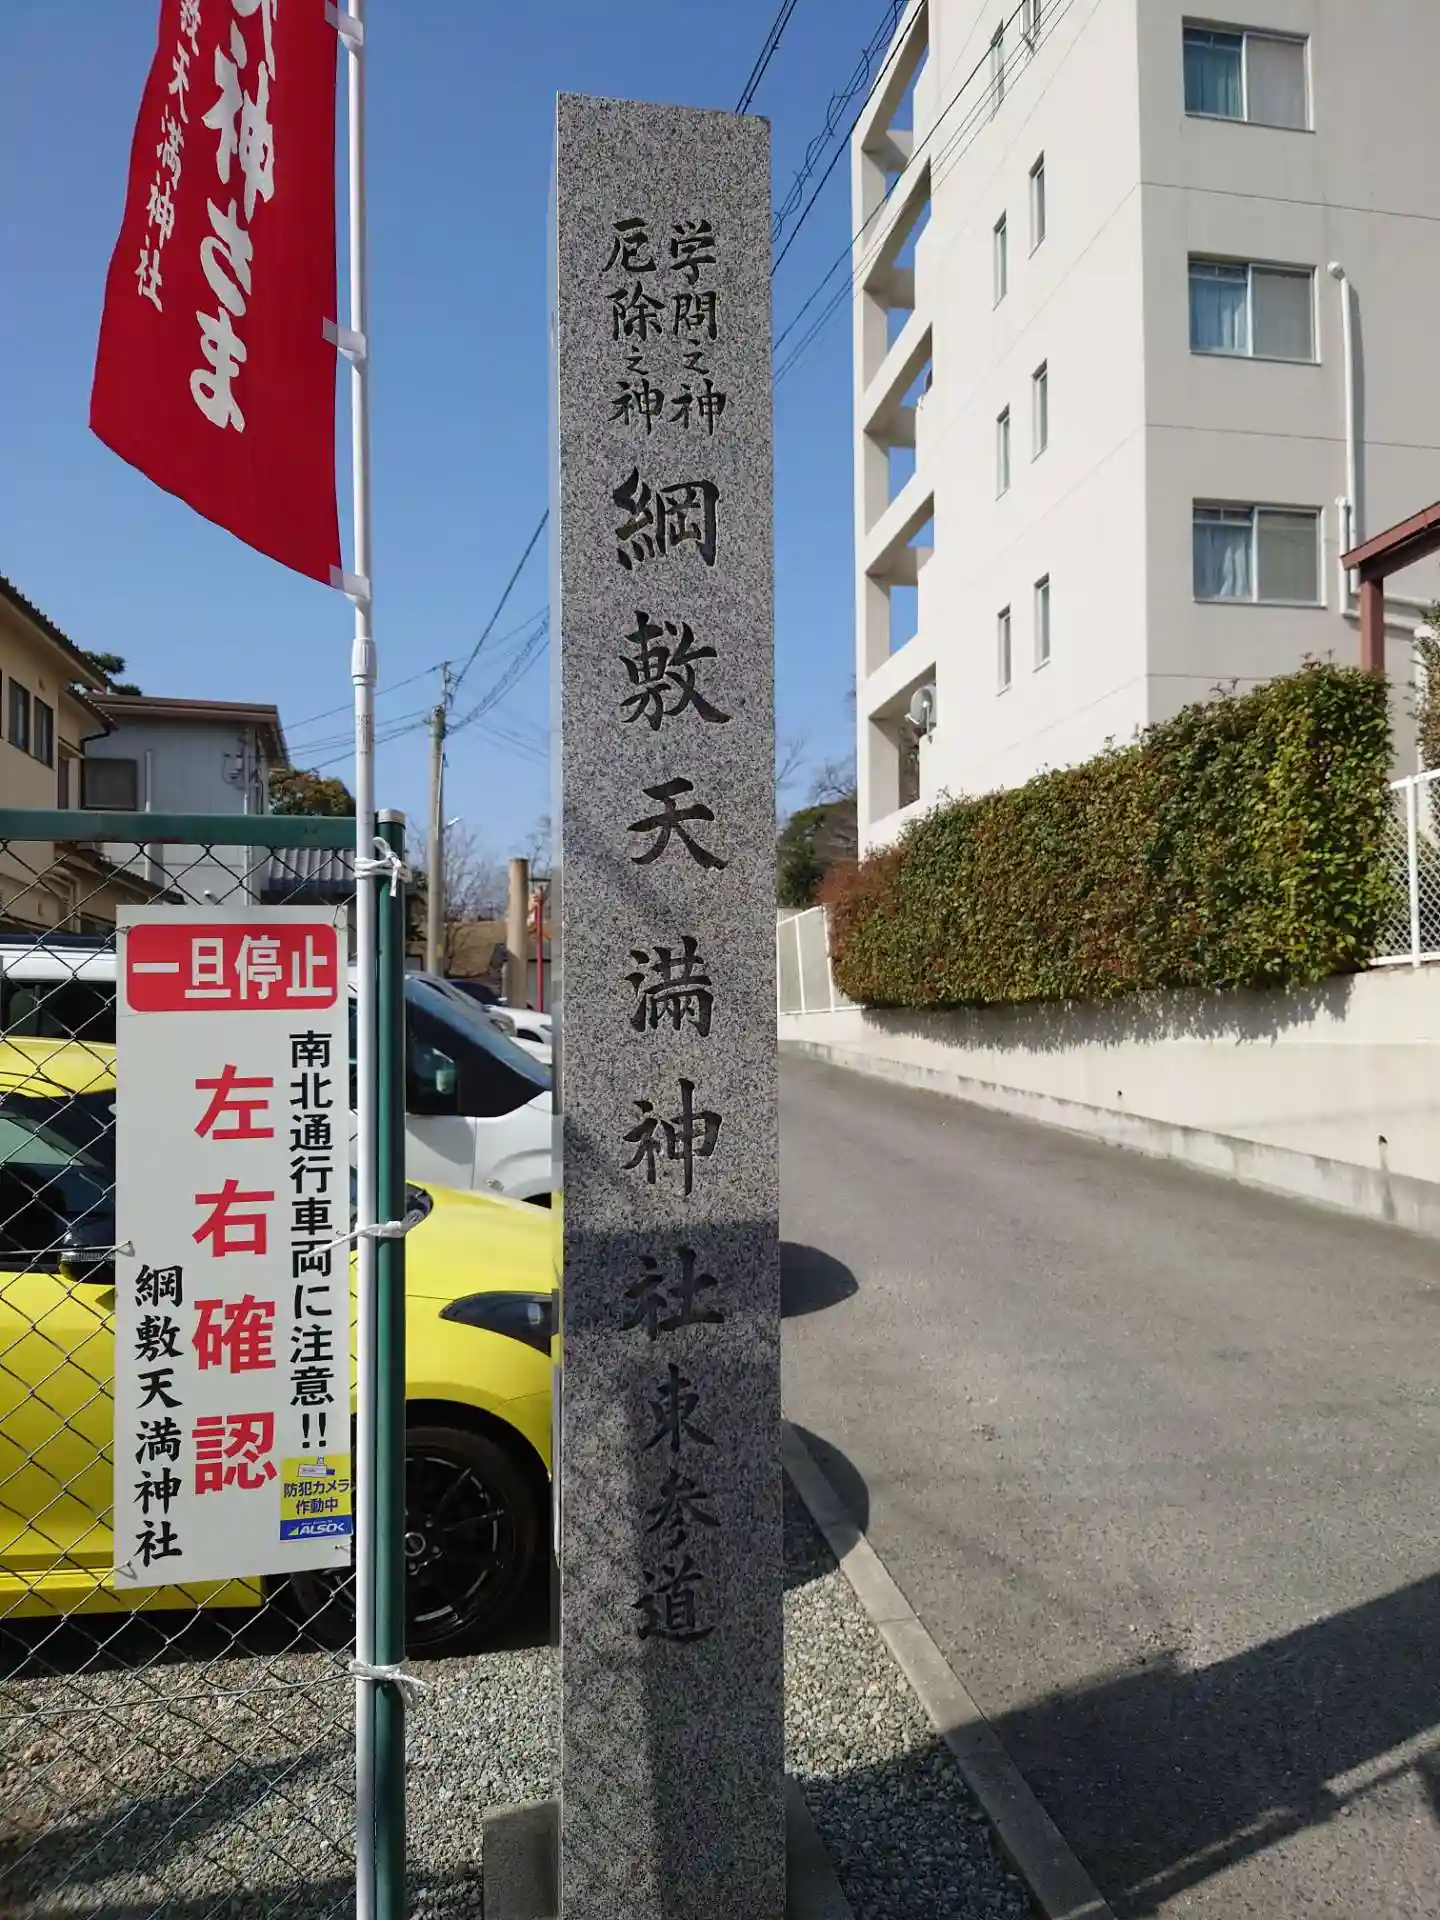 神さま
天満神社
学問之神
厄除之神
綱敷天満神社東参道
一旦停止
南北通行車両に注意!!
左右確認
綱敷天満神社
防犯カメラ
作動中
ALSOK